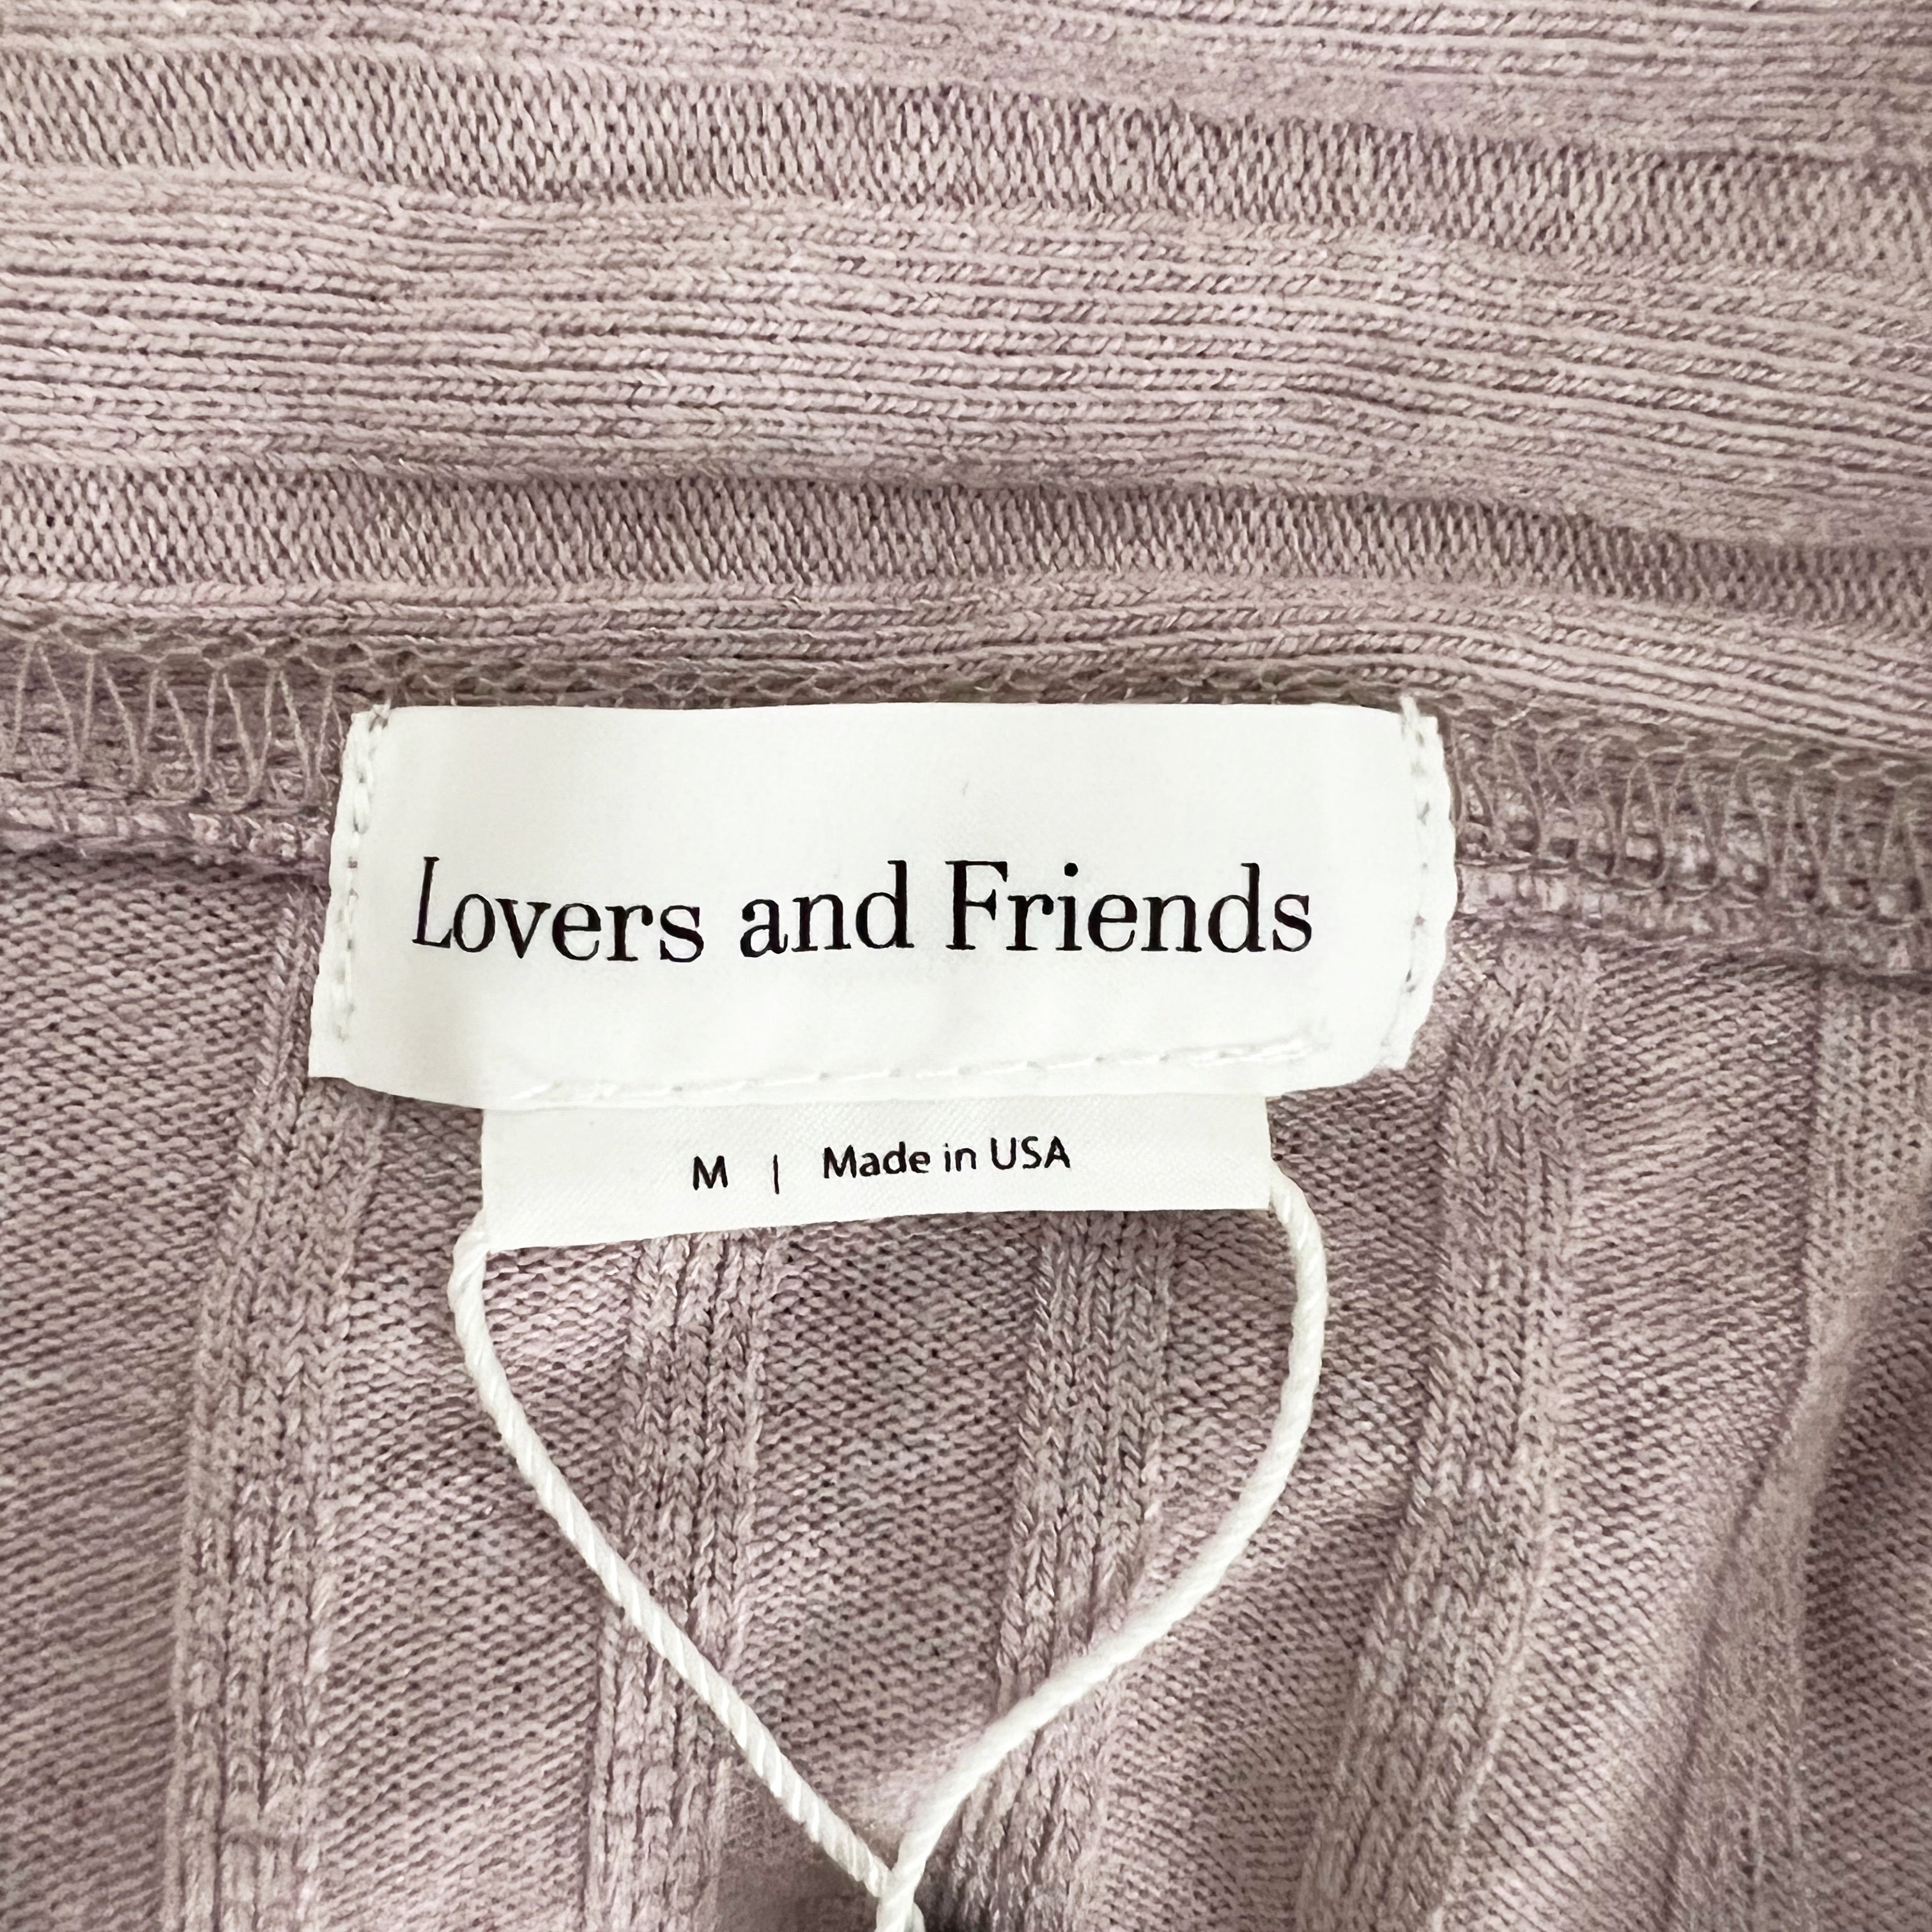 Lovers and Friends
M | Made in USA